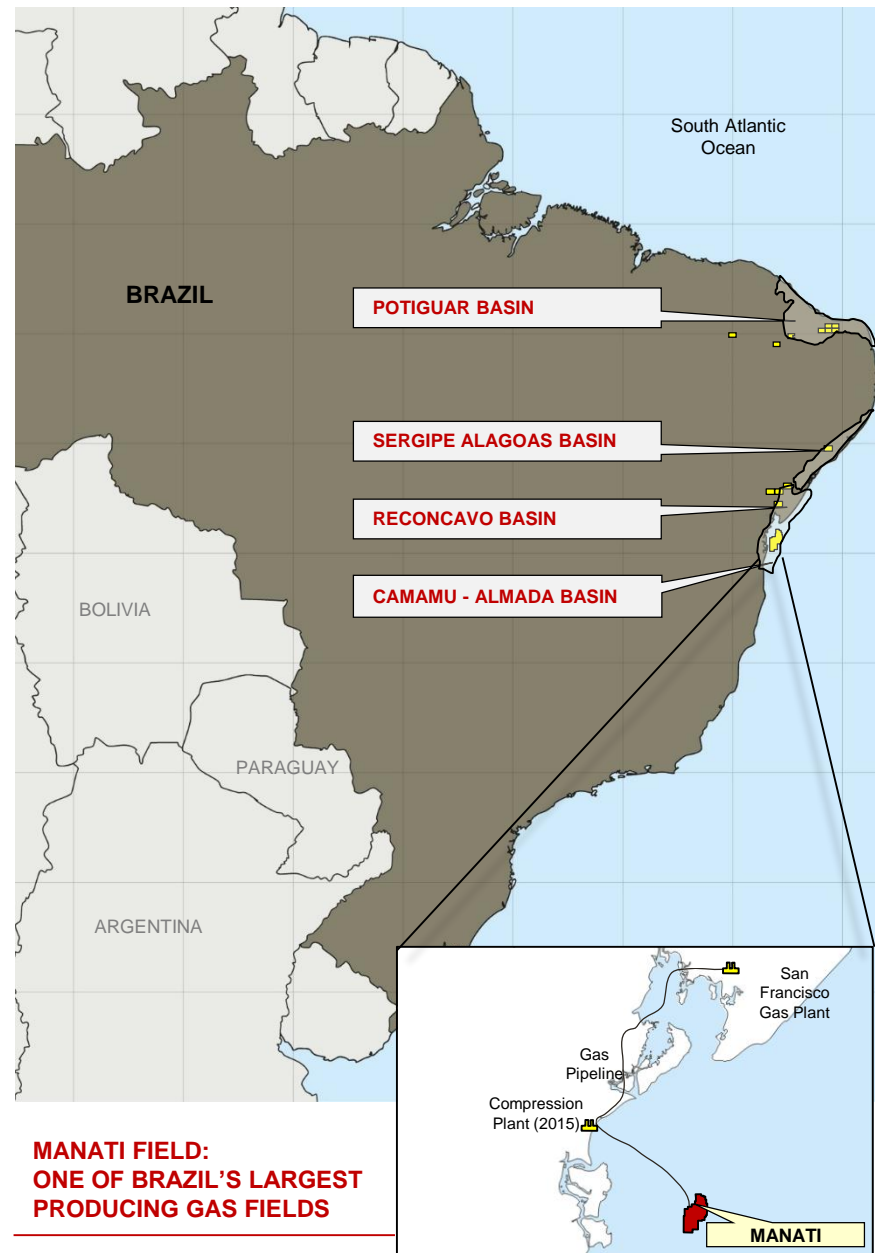 South Atlantic
Ocean
BRAZIL
POTIGUAR BASIN
SERGIPE ALAGOAS BASIN
RECONCAVO BASIN
CAMAMU - ALMADA BASIN
BOLIVIA
PARAGUAY
ARGENTINA
San
Francisco
Gas Plant
Gas
Pipeline
Compression
Plant (2015)
MANATI
MANATI FIELD:
ONE OF BRAZIL’S LARGEST
PRODUCING GAS FIELDS